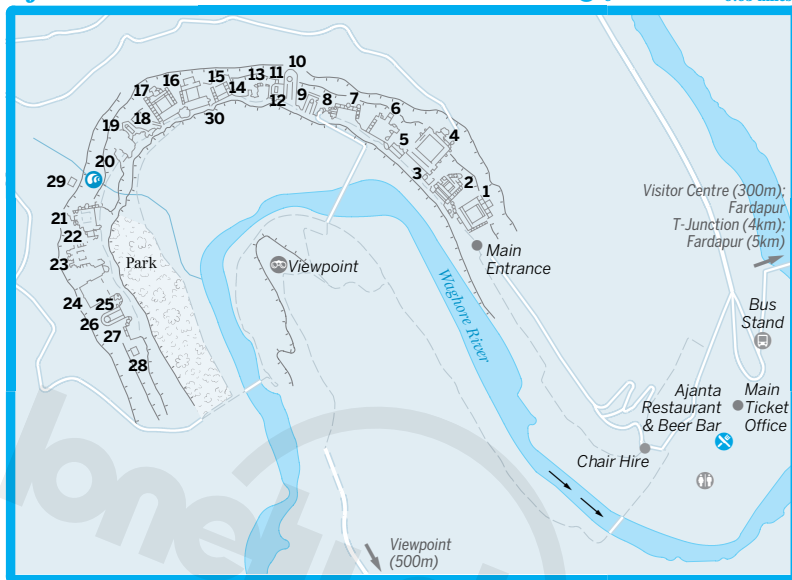 10
16
15
13
11
17
14
12
9
8
7
6
19
18
30
5
4
20
3
2
1
29
21
22
23
24
25
26
27
28
Park
Viewpoint
Main
Entrance
Waghore River
Visitor Centre (300m);
Fardapur
T-Junction (4km);
Fardapur (5km)
Bus
Stand
Ajanta
Restaurant
& Beer Bar
Main
Ticket
Office
Chair Hire
Viewpoint
(500m)